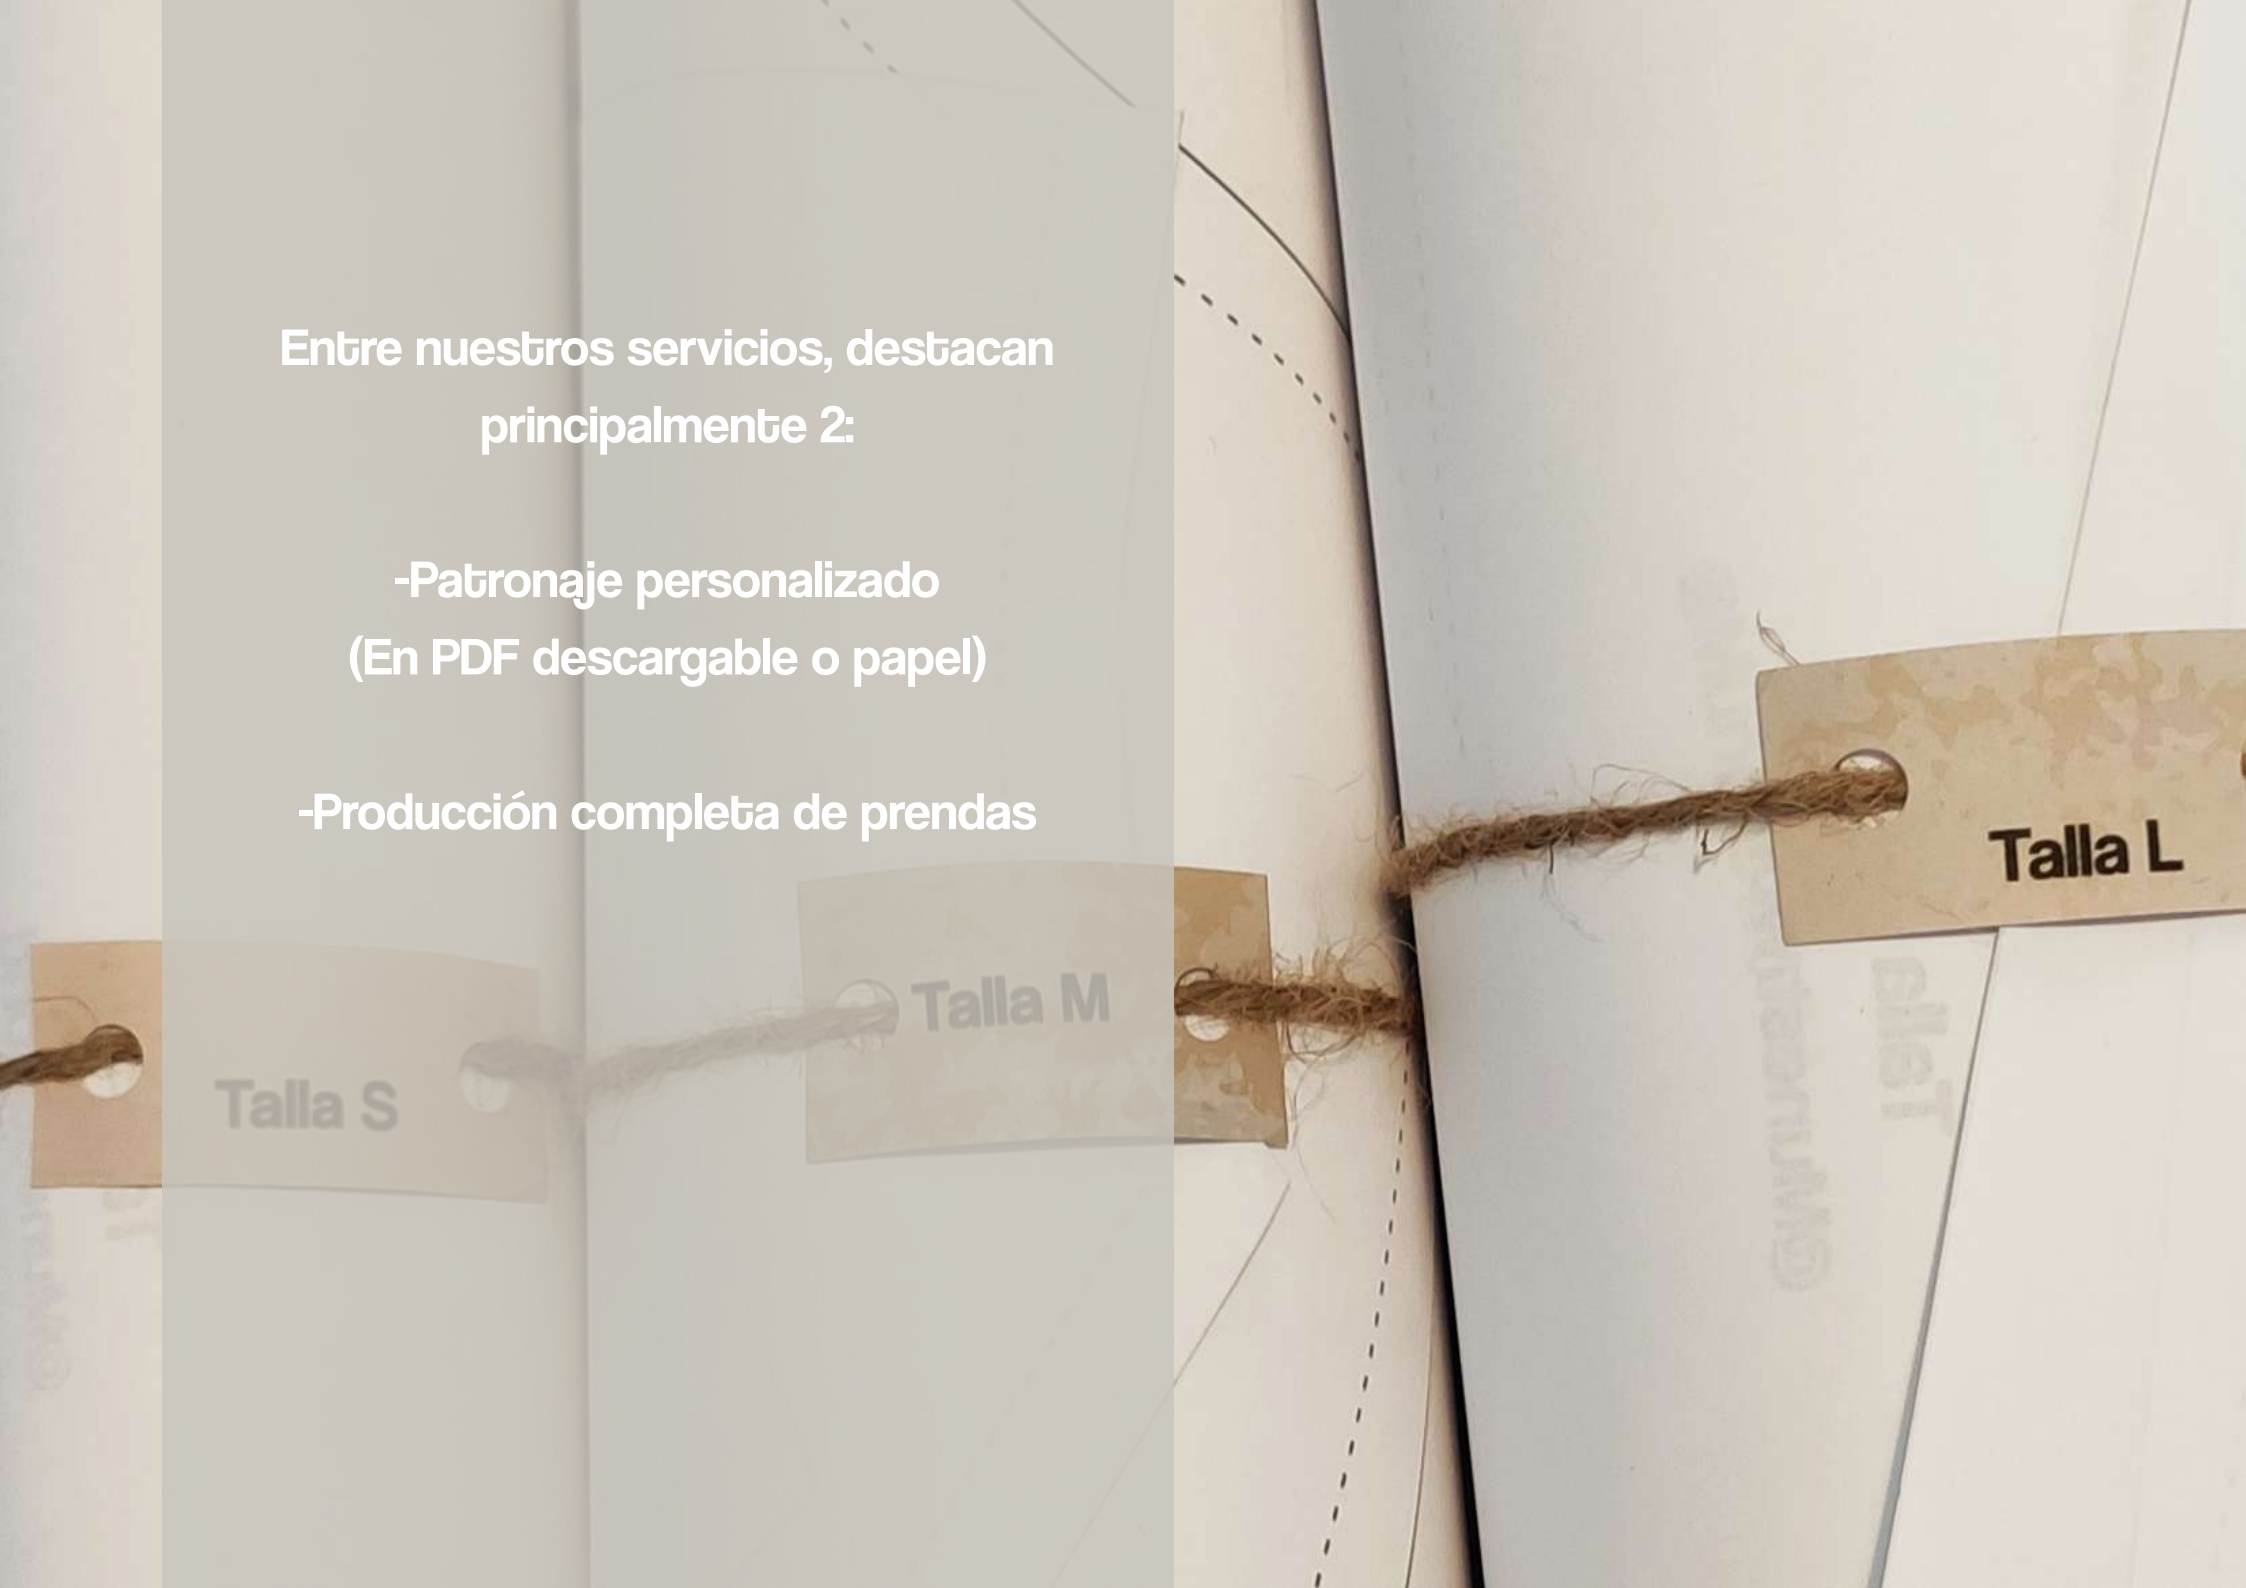 Entre nuestros servicios, destacan
principalmente 2:
-Patronaje personalizado
(En PDF descargable o papel)
-Producción completa de prendas
Talla S
Talla M
Talla L
Talla